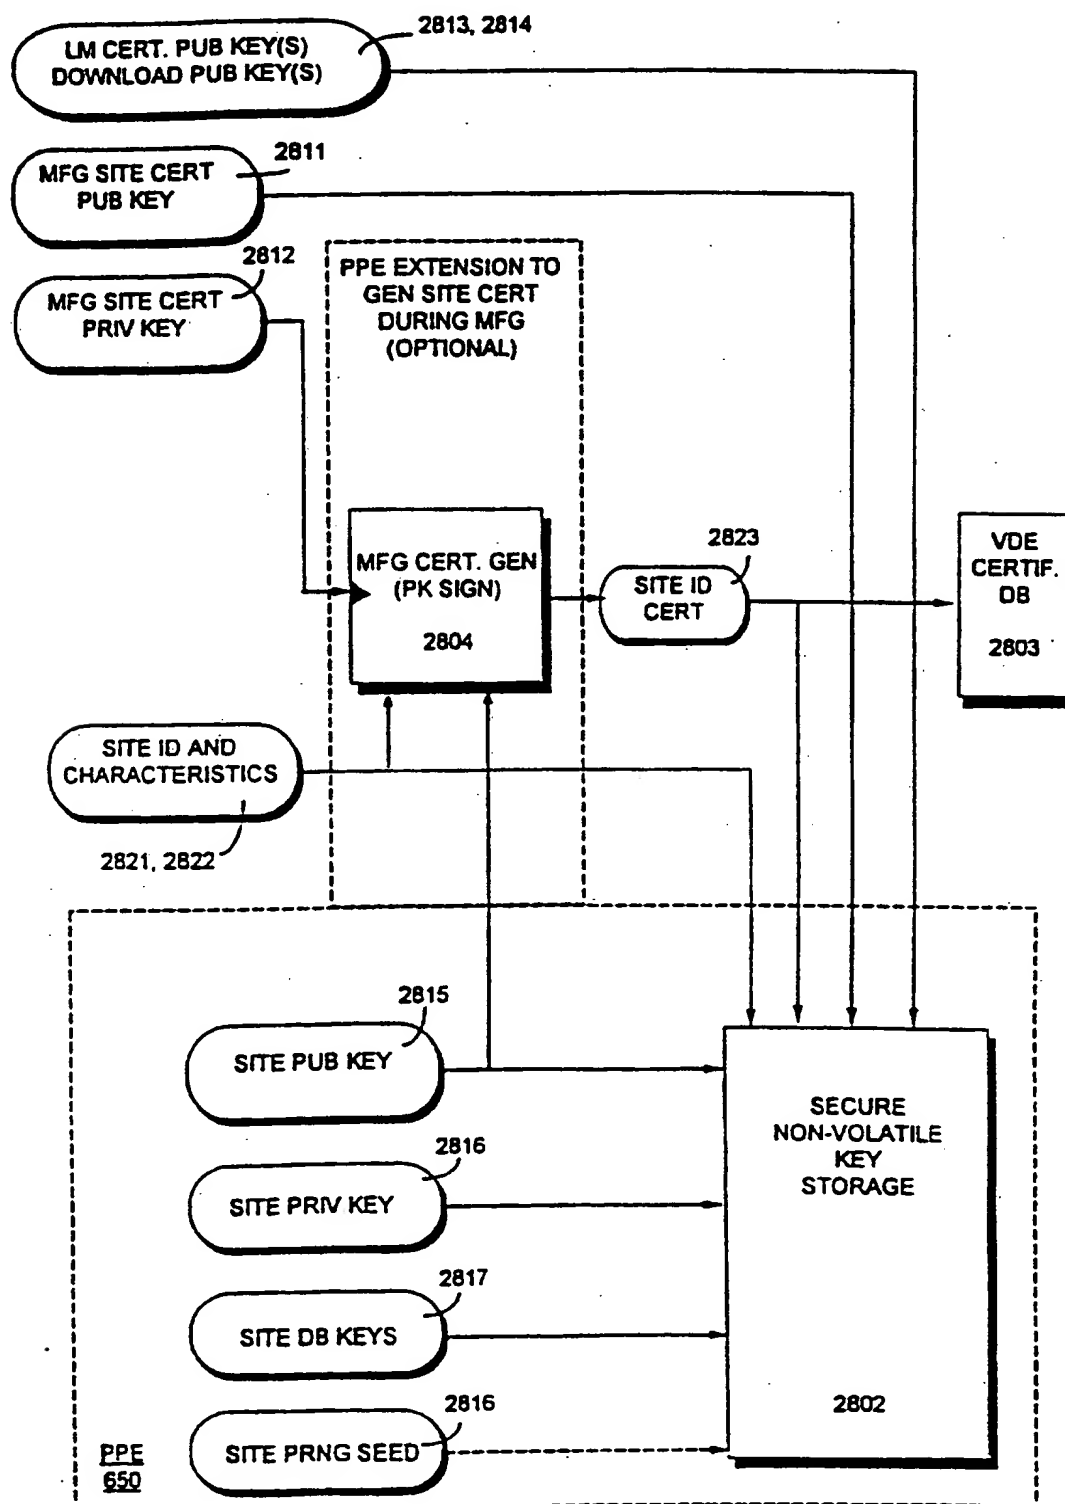 2813, 2814
LM CERT. PUB KEY(S)
DOWNLOAD PUB KEY(S)
2811
MFG SITE CERT
PUB KEY
2812
MFG SITE CERT
PRIV KEY
PPE EXTENSION TO
GEN SITE CERT
DURING MFG
(OPTIONAL)
MFG CERT. GEN
(PK SIGN)
2804
2823
SITE ID
CERT
VDE
CERTIF.
DB
2803
SITE ID AND
CHARACTERISTICS
2821, 2822
2815
SITE PUB KEY
2816
SITE PRIV KEY
2817
SITE DB KEYS
2816
SITE PRNG SEED
SECURE
NON-VOLATILE
KEY
STORAGE
2802
PPE
650